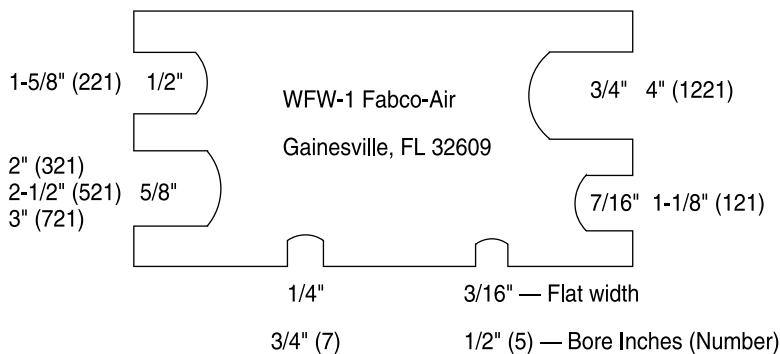 1-5/8" (221) 1/2"
WFW-1 Fabco-Air
3/4" 4" (1221)
Gainesville, FL 32609
2" (321)
2-1/2" (521) 5/8"
3" (721)
7/16" 1-1/8" (121)
1/4" 3/16" — Flat width
3/4" (7) 1/2" (5) — Bore Inches (Number)